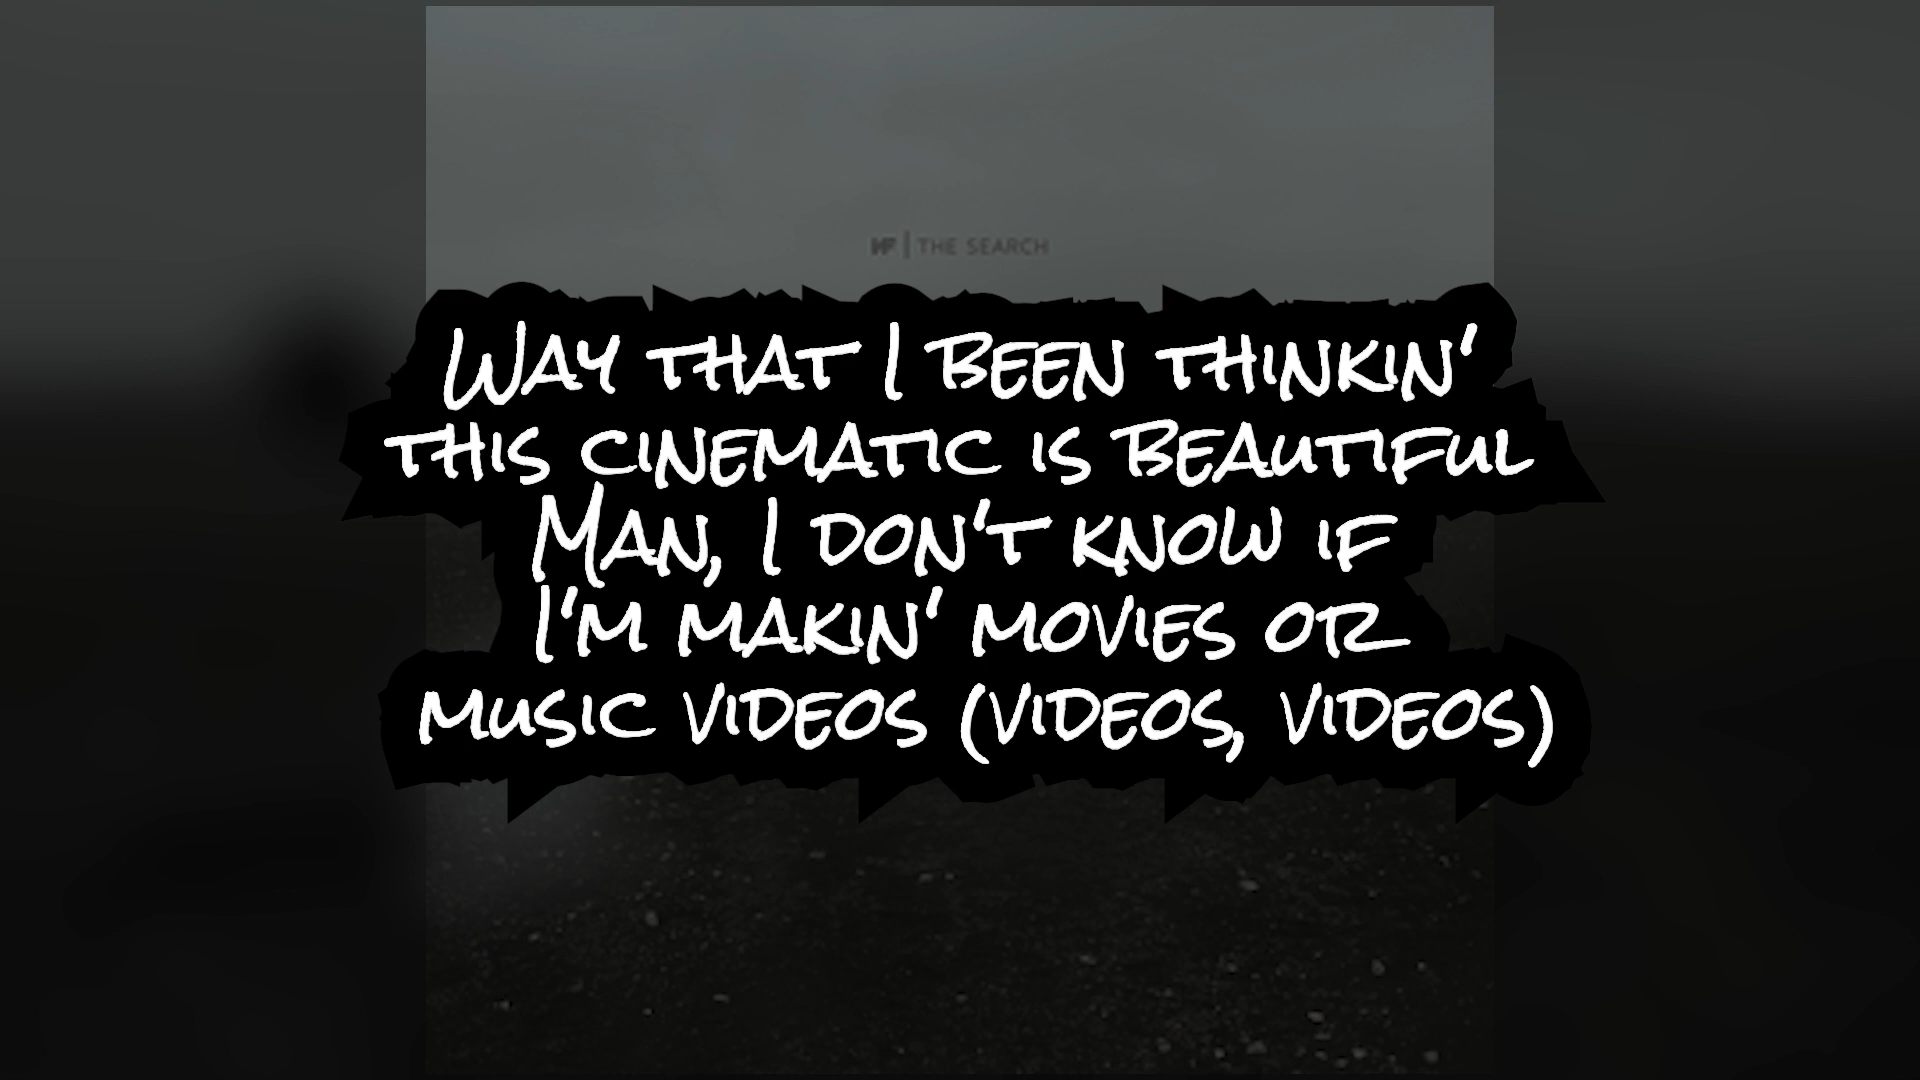 NF | THE SEARCH
Way that I been thinkin'
this cinematic is beautiful
Man, I don't know if
I'm makin' movies or
music videos (videos, videos)